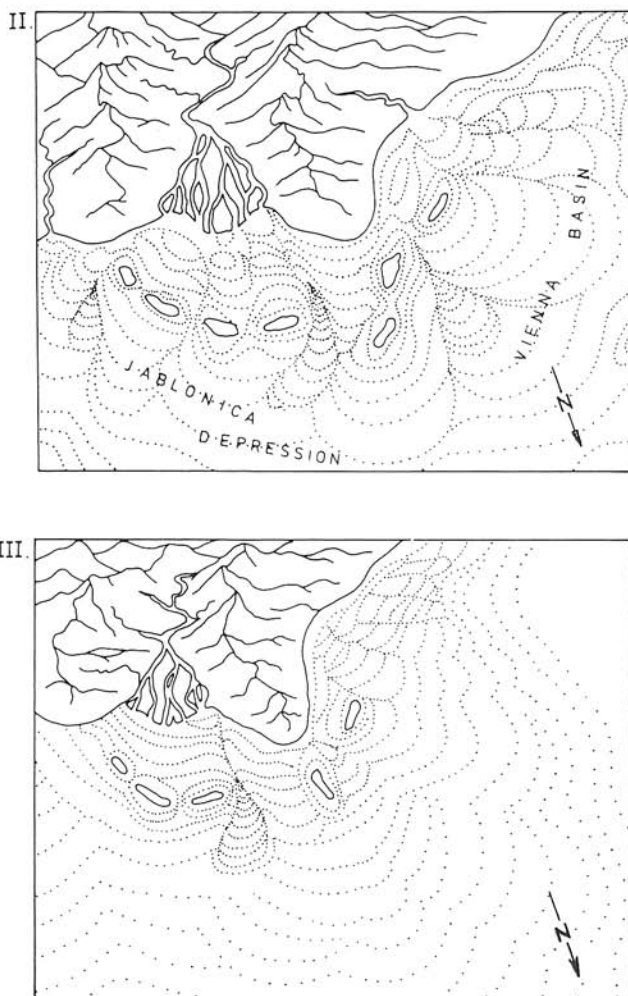 II.
VIENNA BASIN
JABLONICA
DEPRESSION
N
III.
N